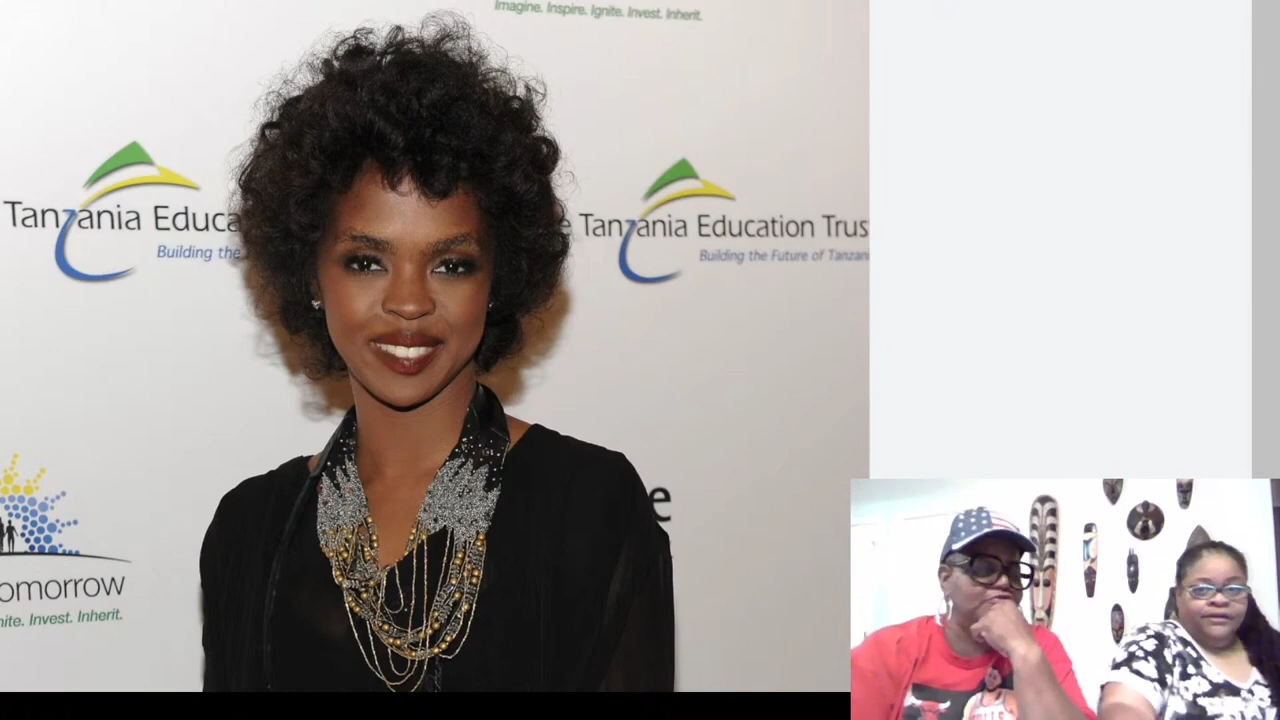 Imagine. Inspire. Ignite. Invest. Inherit.
Tanzania Educa
Building the
e Tanzania Education Trus
Building the Future of Tanzani
e
omorrow
nite. Invest. Inherit.